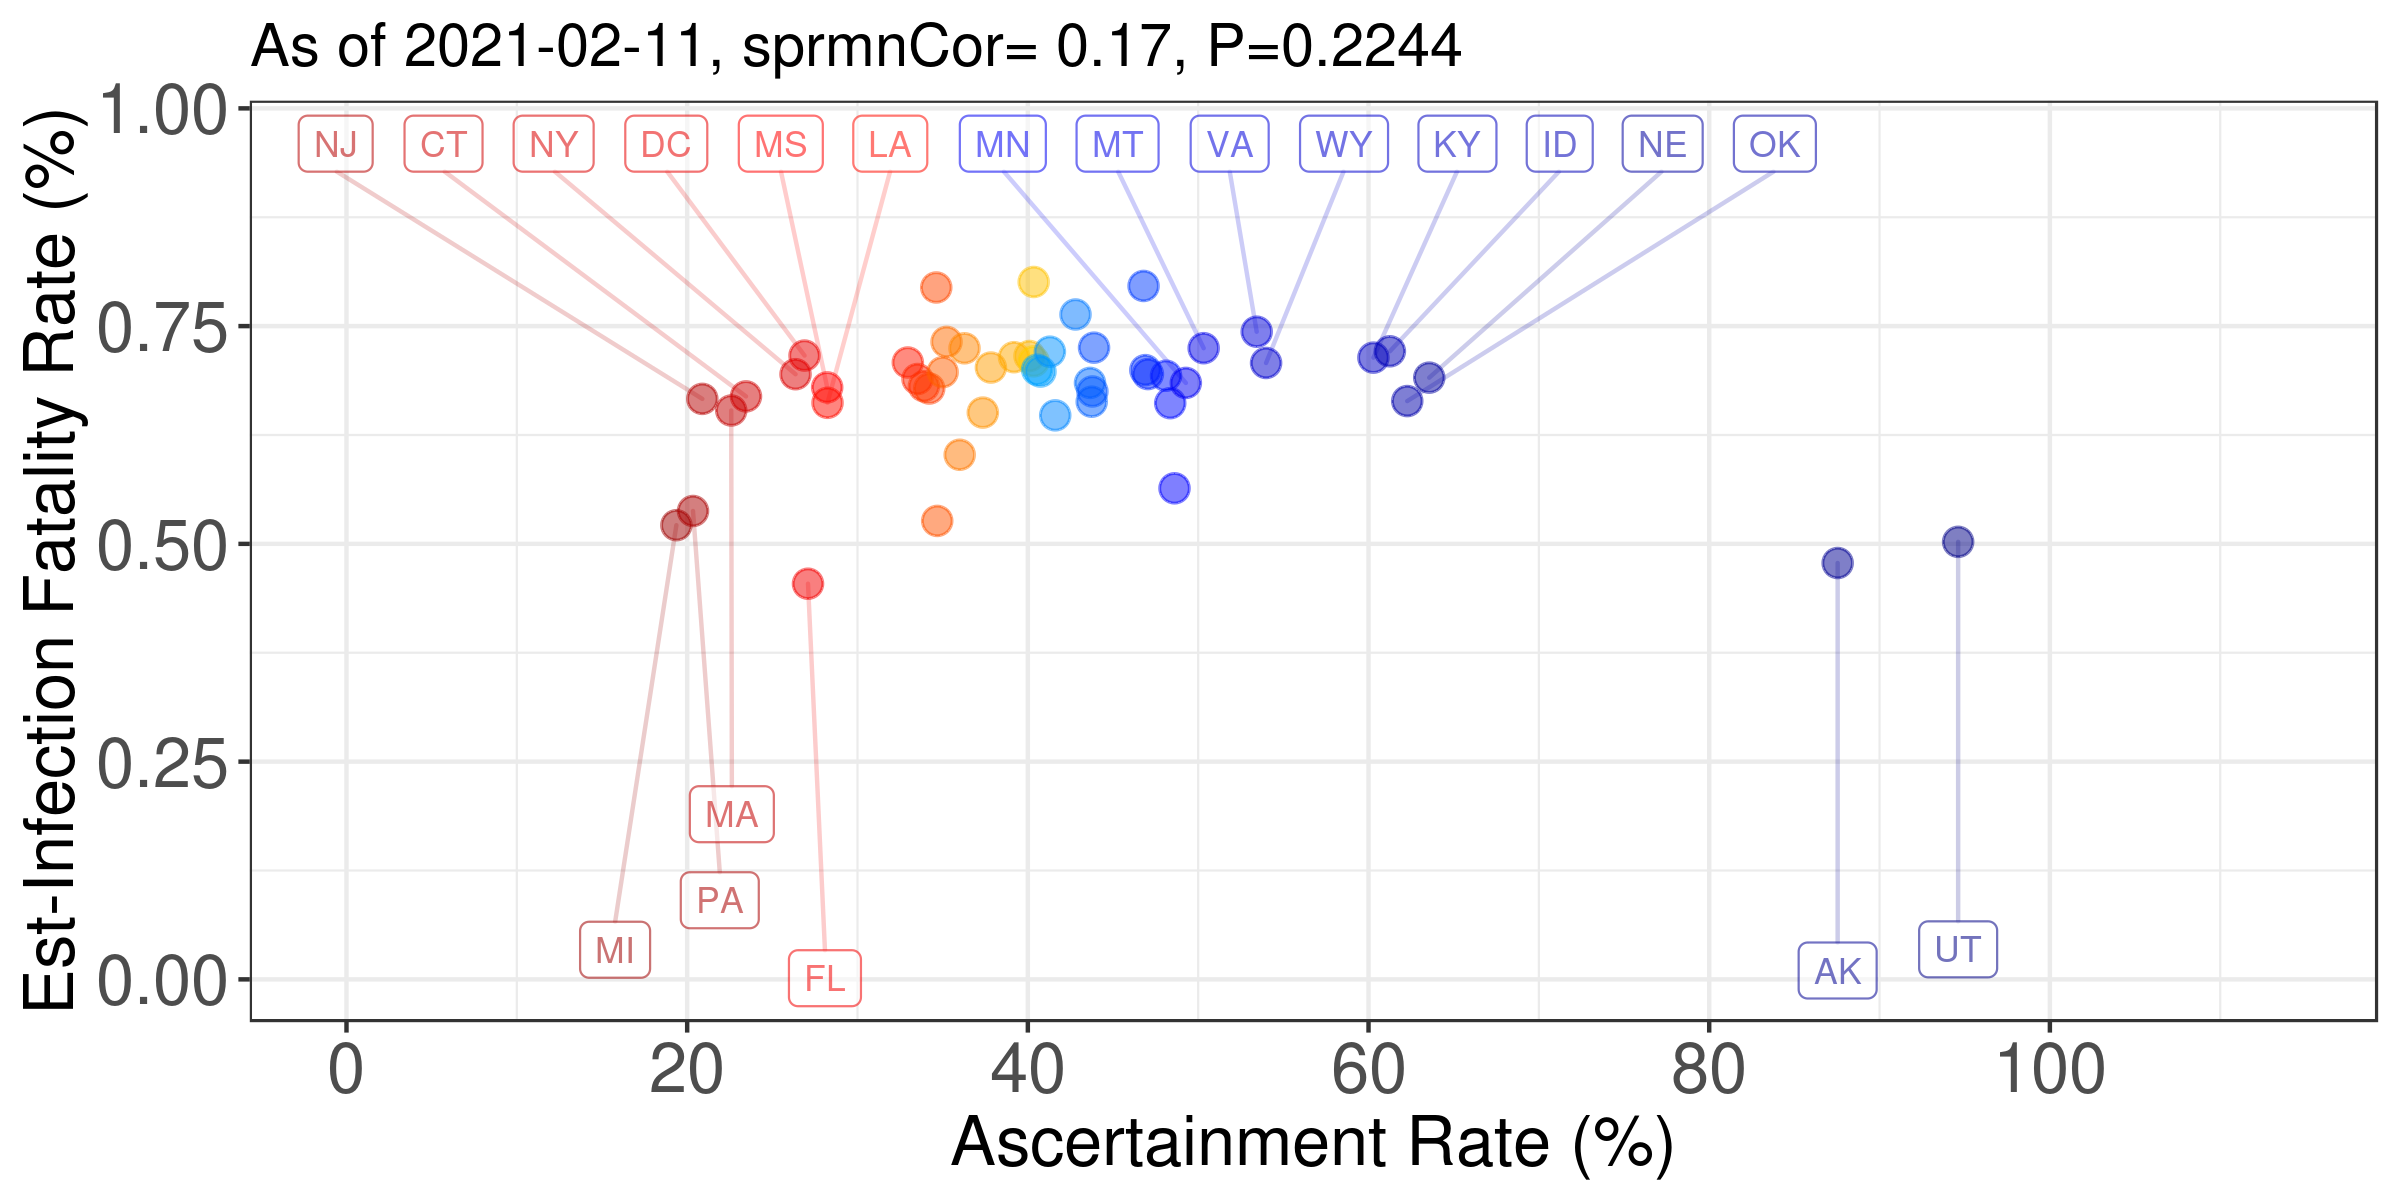 As of 2021-02-11, sprmnCor= 0.17, P=0.2244
Est-Infection Fatality Rate (%)
1.00
0.75
0.50
0.25
0.00
NJ CT NY DC MS LA MN MT VA WY KY ID NE OK
MA
PA
MI
FL
AK
UT
0 20 40 60 80 100
Ascertainment Rate (%)